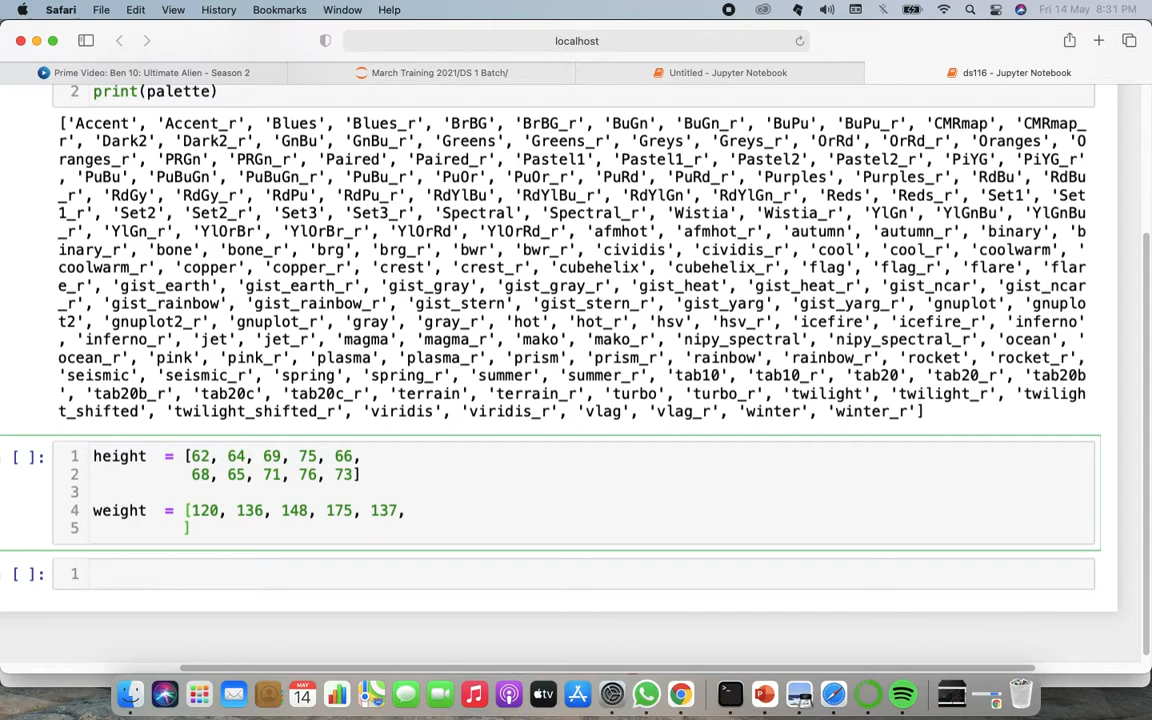 Safari File Edit View History Bookmarks Window Help Fri 14 May 8:31 PM
localhost
Prime Video: Ben 10: Ultimate Alien - Season 2 March Training 2021/DS 1 Batch/ Untitled - Jupyter Notebook ds116 - Jupyter Notebook
2 print(palette)
['Accent', 'Accent_r', 'Blues', 'Blues_r', 'BrBG', 'BrBG_r', 'BuGn', 'BuGn_r', 'BuPu', 'BuPu_r', 'CMRmap', 'CMRmap_
r', 'Dark2', 'Dark2_r', 'GnBu', 'GnBu_r', 'Greens', 'Greens_r', 'Greys', 'Greys_r', 'OrRd', 'OrRd_r', 'Oranges', 'O
ranges_r', 'PRGn', 'PRGn_r', 'Paired', 'Paired_r', 'Pastel1', 'Pastel1_r', 'Pastel2', 'Pastel2_r', 'PiYG', 'PiYG_r'
, 'PuBu', 'PuBuGn', 'PuBuGn_r', 'PuBu_r', 'PuOr', 'PuOr_r', 'PuRd', 'PuRd_r', 'Purples', 'Purples_r', 'RdBu', 'RdBu
_r', 'RdGy', 'RdGy_r', 'RdPu', 'RdPu_r', 'RdYlBu', 'RdYlBu_r', 'RdYlGn', 'RdYlGn_r', 'Reds', 'Reds_r', 'Set1', 'Set
1_r', 'Set2', 'Set2_r', 'Set3', 'Set3_r', 'Spectral', 'Spectral_r', 'Wistia', 'Wistia_r', 'YlGn', 'YlGnBu', 'YlGnBu
_r', 'YlGn_r', 'YlOrBr', 'YlOrBr_r', 'YlOrRd', 'YlOrRd_r', 'afmhot', 'afmhot_r', 'autumn', 'autumn_r', 'binary', 'b
inary_r', 'bone', 'bone_r', 'brg', 'brg_r', 'bwr', 'bwr_r', 'cividis', 'cividis_r', 'cool', 'cool_r', 'coolwarm', '
coolwarm_r', 'copper', 'copper_r', 'crest', 'crest_r', 'cubehelix', 'cubehelix_r', 'flag', 'flag_r', 'flare', 'flar
e_r', 'gist_earth', 'gist_earth_r', 'gist_gray', 'gist_gray_r', 'gist_heat', 'gist_heat_r', 'gist_ncar', 'gist_ncar
_r', 'gist_rainbow', 'gist_rainbow_r', 'gist_stern', 'gist_stern_r', 'gist_yarg', 'gist_yarg_r', 'gnuplot', 'gnuplo
t2', 'gnuplot2_r', 'gnuplot_r', 'gray', 'gray_r', 'hot', 'hot_r', 'hsv', 'hsv_r', 'icefire', 'icefire_r', 'inferno'
, 'inferno_r', 'jet', 'jet_r', 'magma', 'magma_r', 'mako', 'mako_r', 'nipy_spectral', 'nipy_spectral_r', 'ocean', '
ocean_r', 'pink', 'pink_r', 'plasma', 'plasma_r', 'prism', 'prism_r', 'rainbow', 'rainbow_r', 'rocket', 'rocket_r',
'seismic', 'seismic_r', 'spring', 'spring_r', 'summer', 'summer_r', 'tab10', 'tab10_r', 'tab20', 'tab20_r', 'tab20b
', 'tab20b_r', 'tab20c', 'tab20c_r', 'terrain', 'terrain_r', 'turbo', 'turbo_r', 'twilight', 'twilight_r', 'twiligh
t_shifted', 'twilight_shifted_r', 'viridis', 'viridis_r', 'vlag', 'vlag_r', 'winter', 'winter_r']
[ ]: 1 height = [62, 64, 69, 75, 66,
2 68, 65, 71, 76, 73]
3
4 weight = [120, 136, 148, 175, 137,
5 ]
[ ]: 1
MAY
14
tv